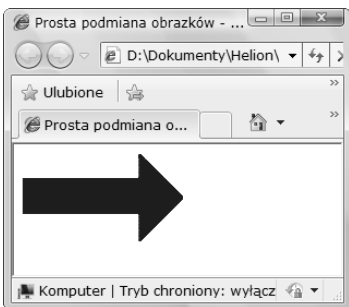 Prosta podmiana obrazków - ...
D:\Dokumenty\Helion\
Ulubione
Prosta podmiana o...
Komputer | Tryb chroniony: wyłącz